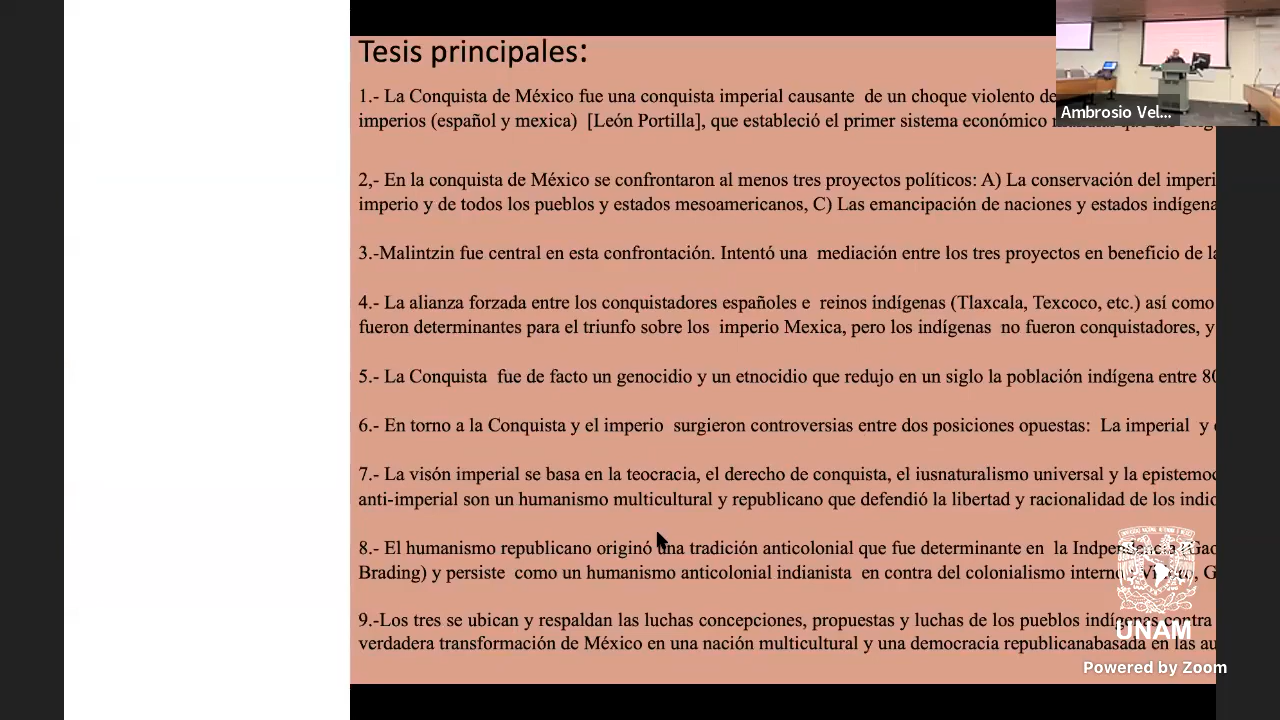 Tesis principales:
1.- La Conquista de México fue una conquista imperial causante  de un choque violento de
imperios (español y mexica)  [León Portilla], que estableció el primer sistema económico
2,- En la conquista de México se confrontaron al menos tres proyectos políticos: A) La conservación del imperi
imperio y de todos los pueblos y estados mesoamericanos, C) Las emancipación de naciones y estados indígena
3.-Malintzin fue central en esta confrontación. Intentó una  mediación entre los tres proyectos en beneficio de la
4.- La alianza forzada entre los conquistadores españoles e  reinos indígenas (Tlaxcala, Texcoco, etc.) así como
fueron determinantes para el triunfo sobre los  imperio Mexica, pero los indígenas  no fueron conquistadores, y
5.- La Conquista  fue de facto un genocidio y un etnocidio que redujo en un siglo la población indígena entre 80
6.- En torno a la Conquista y el imperio  surgieron controversias entre dos posiciones opuestas:  La imperial  y
7.- La visón imperial se basa en la teocracia, el derecho de conquista, el iusnaturalismo universal y la epistemo
anti-imperial son un humanismo multicultural y republicano que defendió la libertad y racionalidad de los indio
8.- El humanismo republicano originó una tradición anticolonial que fue determinante en  la Indpendencia (Gao
Brading) y persiste  como un humanismo anticolonial indianista  en contra del colonialismo interno
9.-Los tres se ubican y respaldan las luchas concepciones, propuestas y luchas de los pueblos indígenas contra
verdadera transformación de México en una nación multicultural y una democracia republicanabasada en las au
Ambrosio Vel...
UNAM
Powered by Zoom